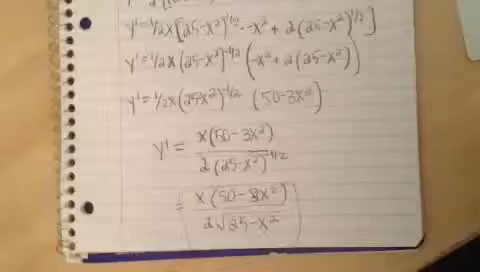 y'=1/2x[(25-x²)^-1/2 · -x² + 2(25-x²)^1/2]
y'=1/2x(25-x²)^-1/2 (-x²+2(25-x²))
y'=1/2x(25-x²)^-1/2 (50-3x²)
y' = x(50-3x²) / 2(25-x²)^1/2
= x(50-3x²) / 2√25-x²